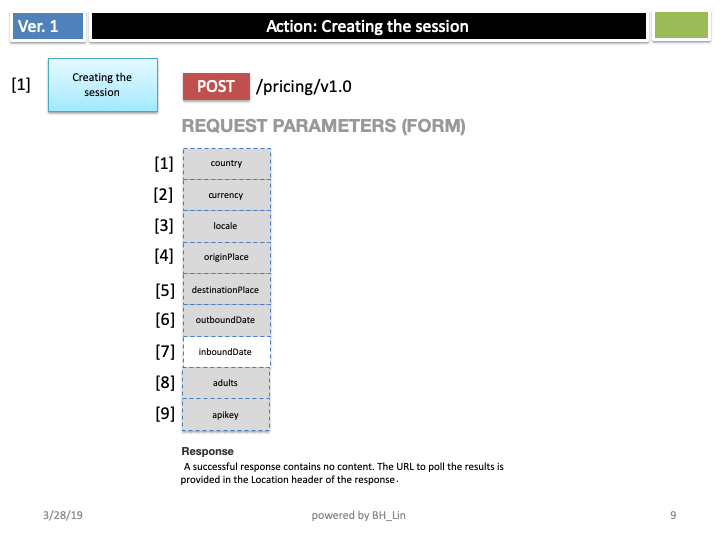 Ver. 1
Action: Creating the session
[1]
Creating the
session
POST /pricing/v1.0
REQUEST PARAMETERS (FORM)
[1] country
[2] currency
[3] locale
[4] originPlace
[5] destinationPlace
[6] outboundDate
[7] inboundDate
[8] adults
[9] apikey
Response
A successful response contains no content. The URL to poll the results is
provided in the Location header of the response.
3/28/19
powered by BH_Lin
9